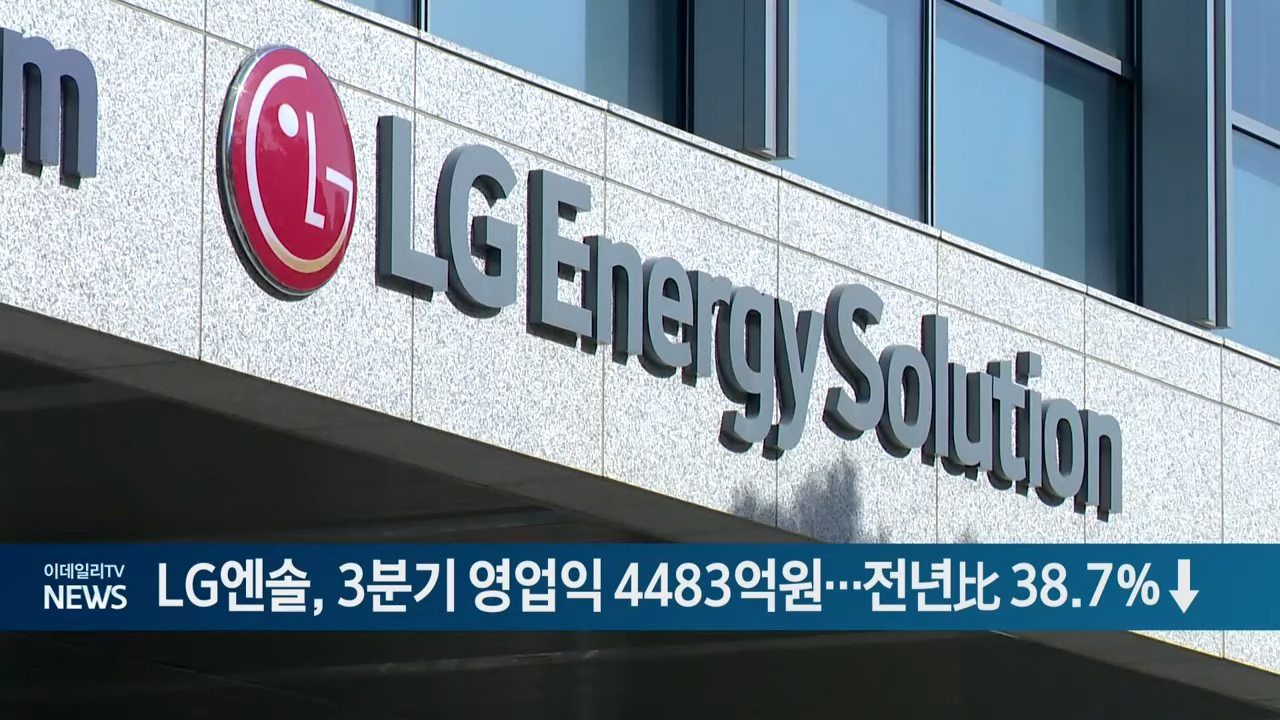 m
LG Energy Solution
이데일리TV
NEWS
LG엔솔, 3분기 영업익 4483억원…전년比 38.7%↓